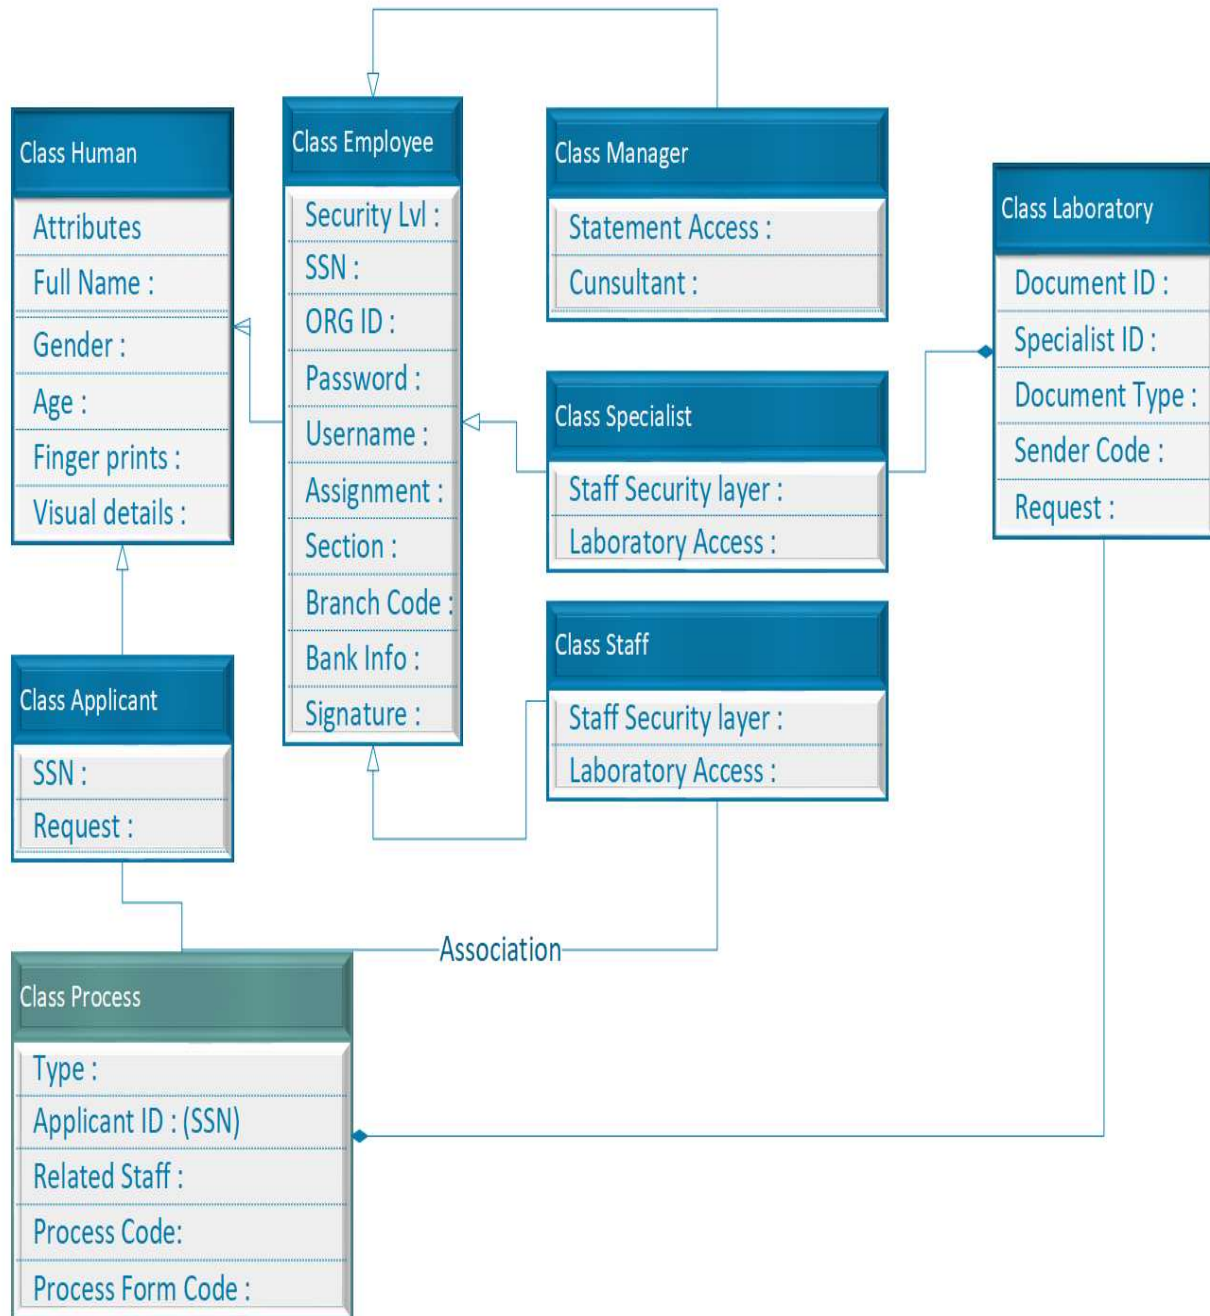 Class Human
Attributes
Full Name :
Gender :
Age :
Finger prints :
Visual details :
Class Employee
Security Lvl :
SSN :
ORG ID :
Password :
Username :
Assignment :
Section :
Branch Code :
Bank Info :
Signature :
Class Manager
Statement Access :
Cunsultant :
Class Specialist
Staff Security layer :
Laboratory Access :
Class Staff
Staff Security layer :
Laboratory Access :
Class Laboratory
Document ID :
Specialist ID :
Document Type :
Sender Code :
Request :
Class Applicant
SSN :
Request :
Association
Class Process
Type :
Applicant ID : (SSN)
Related Staff :
Process Code:
Process Form Code :